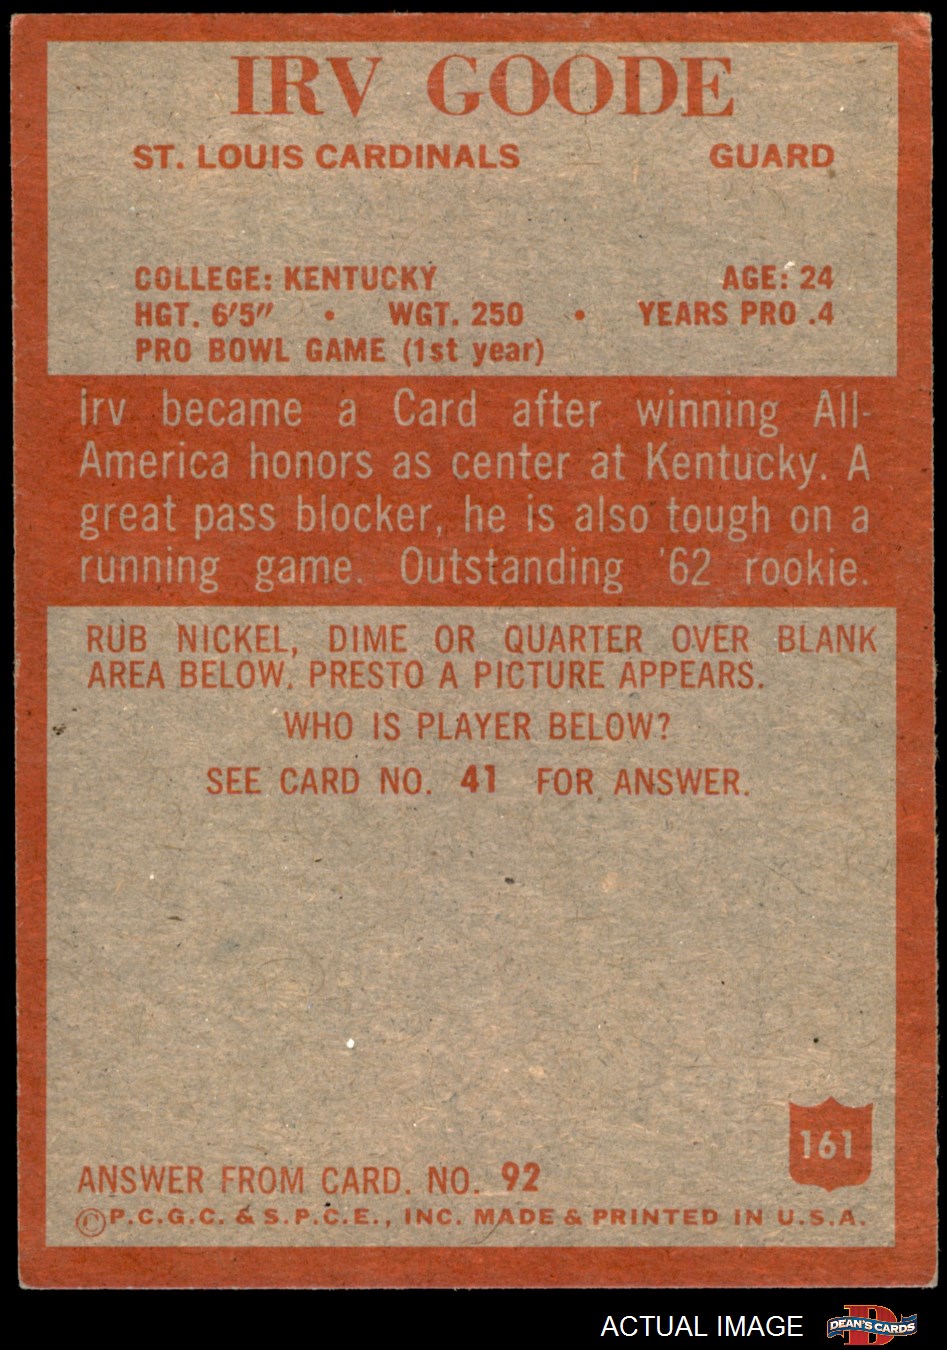 IRV GOODE
ST. LOUIS CARDINALS GUARD
COLLEGE: KENTUCKY AGE: 24
HGT. 6'5" • WGT. 250 • YEARS PRO .4
PRO BOWL GAME (1st year)
Irv became a Card after winning All-
America honors as center at Kentucky. A
great pass blocker, he is also tough on a
running game. Outstanding '62 rookie.
RUB NICKEL, DIME OR QUARTER OVER BLANK
AREA BELOW. PRESTO A PICTURE APPEARS.
WHO IS PLAYER BELOW?
SEE CARD NO. 41 FOR ANSWER.
161
ANSWER FROM CARD. NO. 92
©P.C.G.C. & S.P.C.E., INC. MADE & PRINTED IN U.S.A.
ACTUAL IMAGE
DEAN'S CARDS